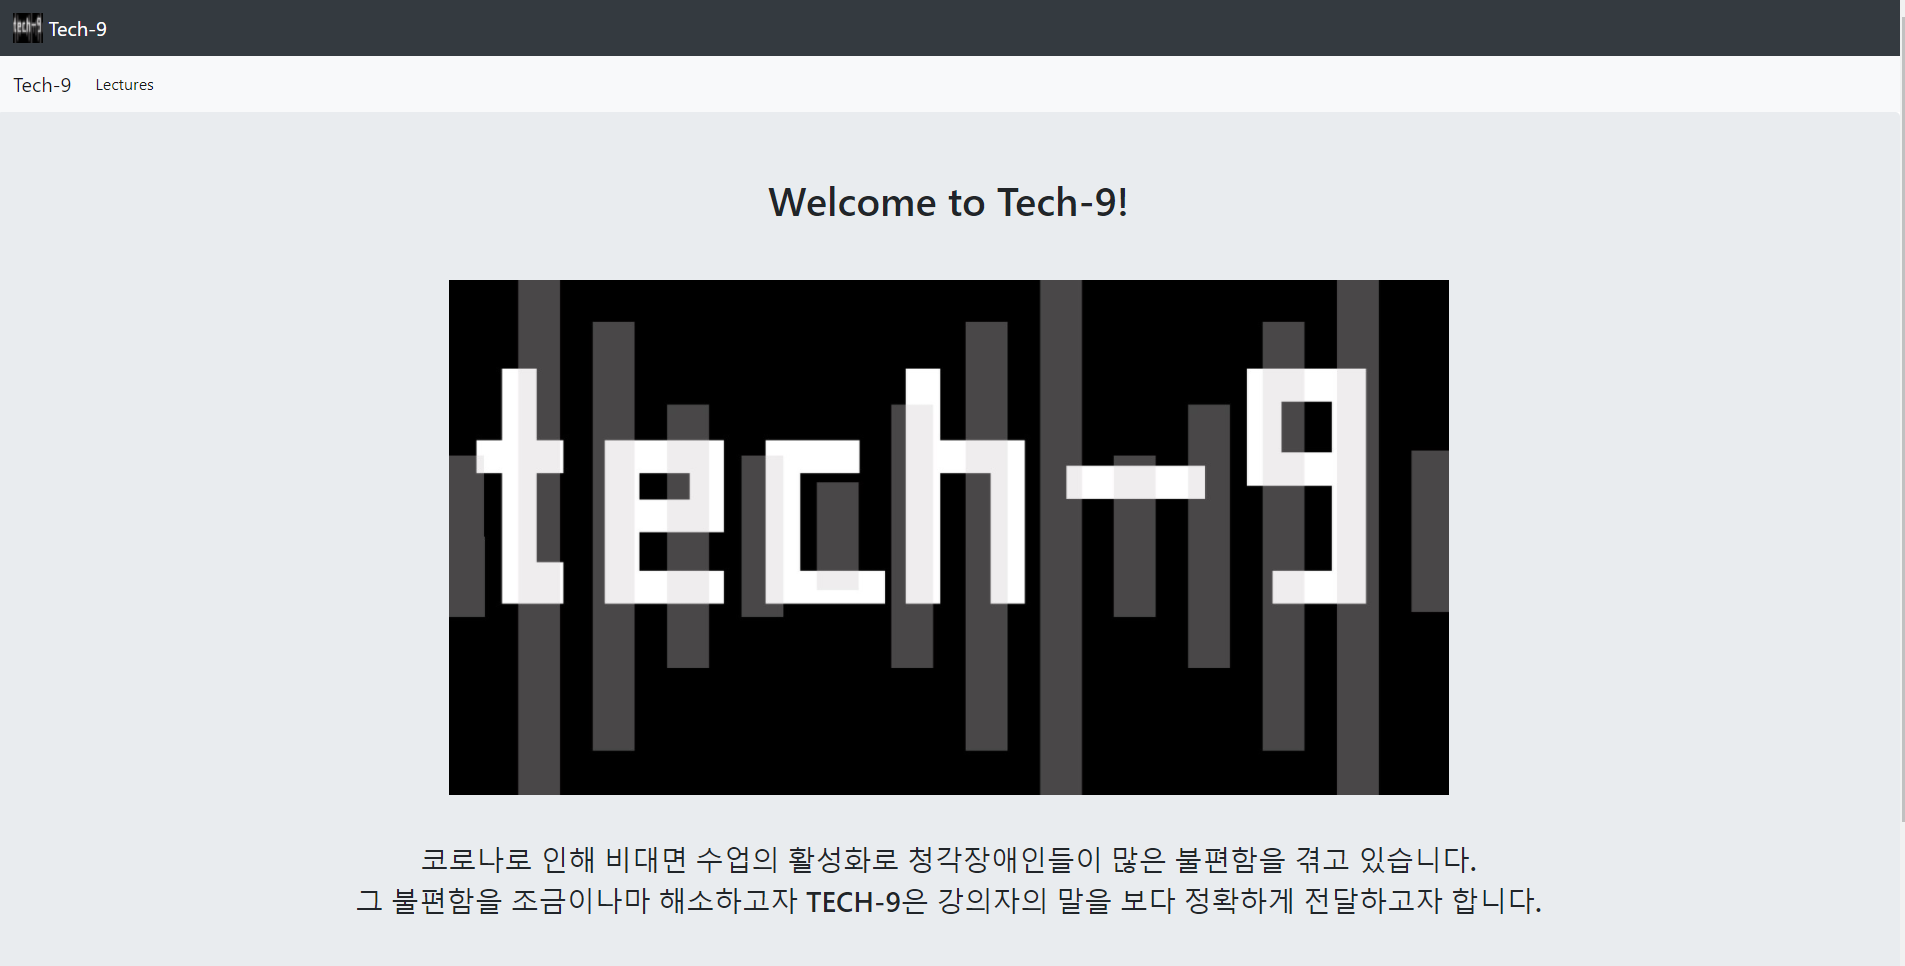 tech-9 Tech-9
Tech-9 Lectures
Welcome to Tech-9!
tech-9
코로나로 인해 비대면 수업의 활성화로 청각장애인들이 많은 불편함을 겪고 있습니다.
그 불편함을 조금이나마 해소하고자 TECH-9은 강의자의 말을 보다 정확하게 전달하고자 합니다.